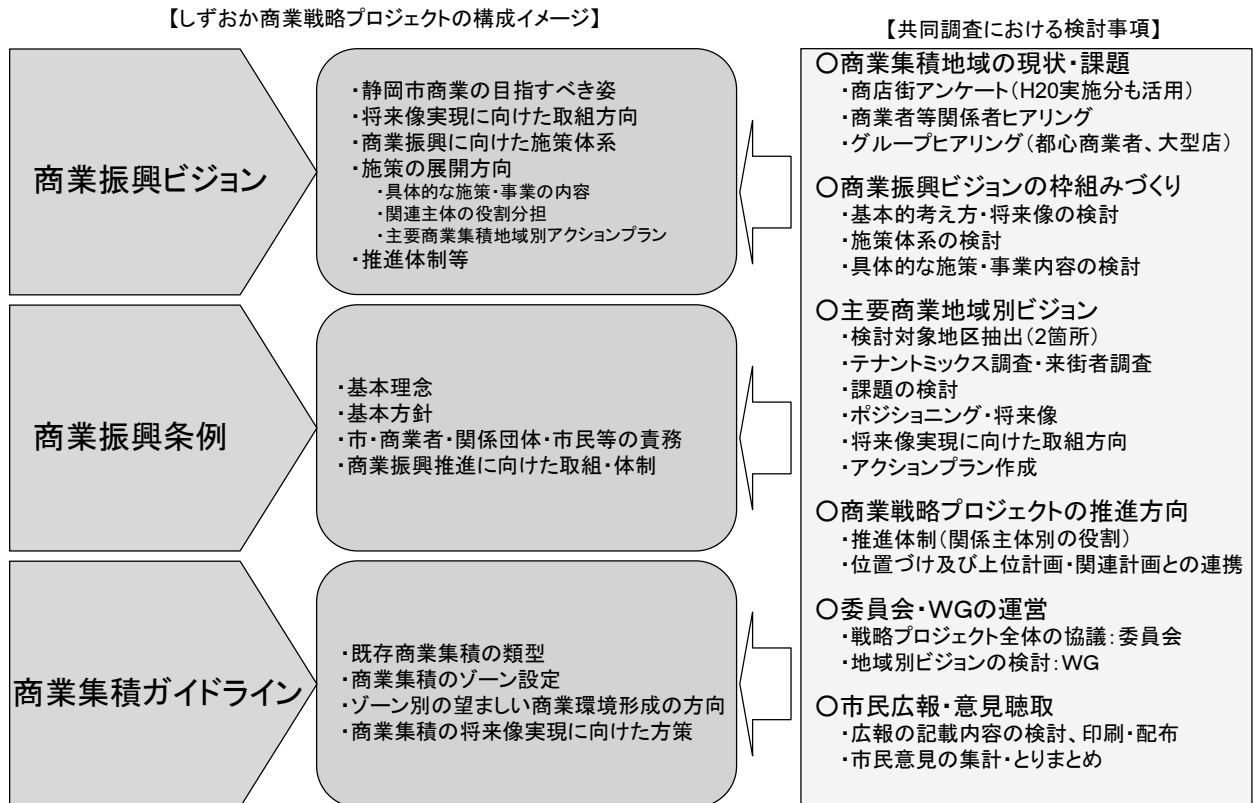 【しずおか商業戦略プロジェクトの構成イメージ】
商業振興ビジョン
・静岡市商業の目指すべき姿
・将来像実現に向けた取組方向
・商業振興に向けた施策体系
・施策の展開方向
・具体的な施策・事業の内容
・関連主体の役割分担
・主要商業集積地域別アクションプラン
・推進体制等
商業振興条例
・基本理念
・基本方針
・市・商業者・関係団体・市民等の責務
・商業振興推進に向けた取組・体制
商業集積ガイドライン
・既存商業集積の類型
・商業集積のゾーン設定
・ゾーン別の望ましい商業環境形成の方向
・商業集積の将来像実現に向けた方策
【共同調査における検討事項】
○商業集積地域の現状・課題
・商店街アンケート(H20実施分も活用)
・商業者等関係者ヒアリング
・グループヒアリング(都心商業者、大型店)
○商業振興ビジョンの枠組みづくり
・基本的考え方・将来像の検討
・施策体系の検討
・具体的な施策・事業内容の検討
○主要商業地域別ビジョン
・検討対象地区抽出(2箇所)
・テナントミックス調査・来街者調査
・課題の検討
・ポジショニング・将来像
・将来像実現に向けた取組方向
・アクションプラン作成
○商業戦略プロジェクトの推進方向
・推進体制(関係主体別の役割)
・位置づけ及び上位計画・関連計画との連携
○委員会・WGの運営
・戦略プロジェクト全体の協議:委員会
・地域別ビジョンの検討:WG
○市民広報・意見聴取
・広報の記載内容の検討、印刷・配布
・市民意見の集計・とりまとめ